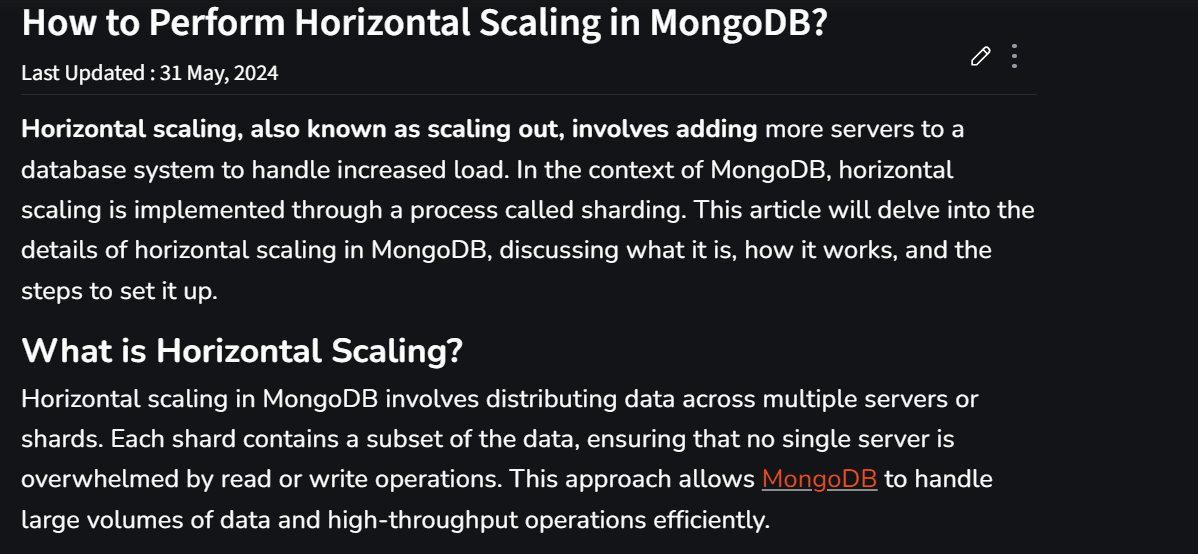 How to Perform Horizontal Scaling in MongoDB?
Last Updated : 31 May, 2024
Horizontal scaling, also known as scaling out, involves adding more servers to a
database system to handle increased load. In the context of MongoDB, horizontal
scaling is implemented through a process called sharding. This article will delve into the
details of horizontal scaling in MongoDB, discussing what it is, how it works, and the
steps to set it up.
What is Horizontal Scaling?
Horizontal scaling in MongoDB involves distributing data across multiple servers or
shards. Each shard contains a subset of the data, ensuring that no single server is
overwhelmed by read or write operations. This approach allows MongoDB to handle
large volumes of data and high-throughput operations efficiently.